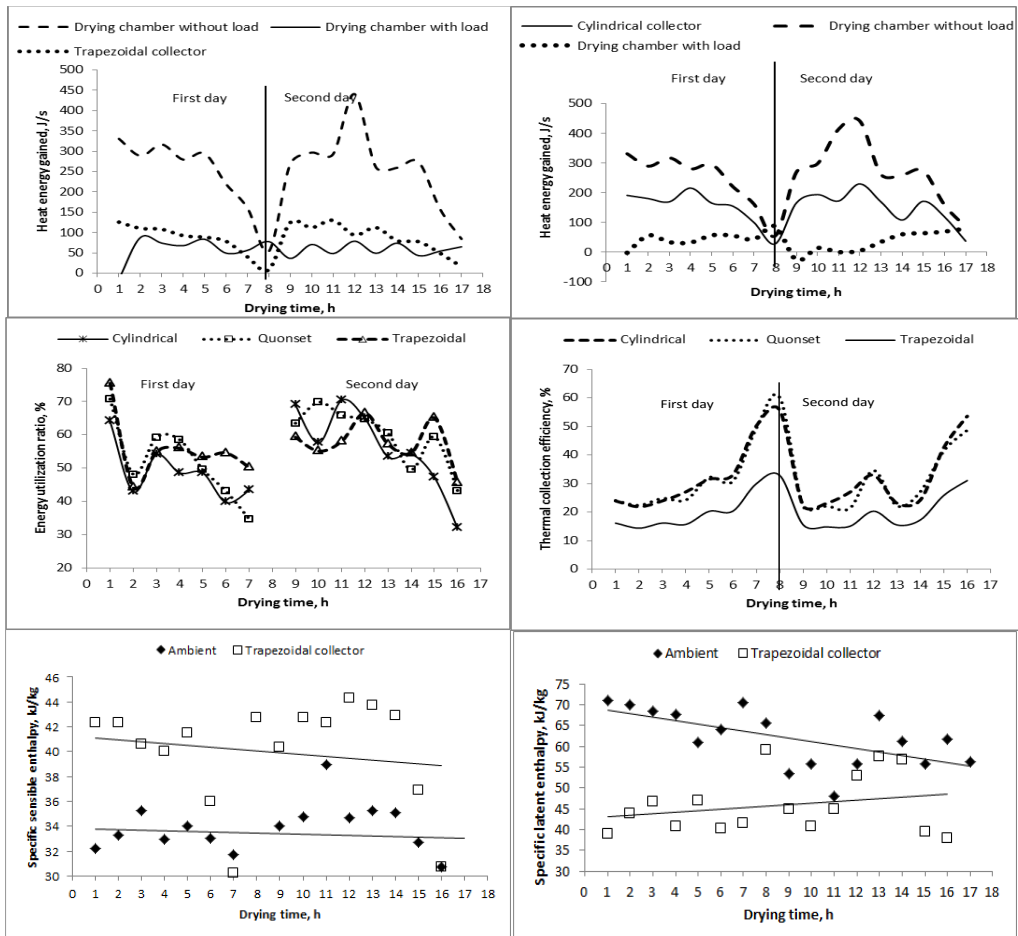 Drying chamber without load Drying chamber with load
Trapezoidal collector
500
450
400
350
300
250
200
150
100
50
0
Heat energy gained, J/s
First day Second day
0 1 2 3 4 5 6 7 8 9 10 11 12 13 14 15 16 17 18
Drying time, h
Cylindrical collector Drying chamber without load
Drying chamber with load
500
400
300
200
100
0
-100
Heat energy gained, J/s
First day Second day
0 1 2 3 4 5 6 7 8 9 10 11 12 13 14 15 16 17 18
Drying time, h
Cylindrical Quonset Trapezoidal
80
70
60
50
40
30
20
Energy utilization ratio, %
First day Second day
0 1 2 3 4 5 6 7 8 9 10 11 12 13 14 15 16 17
Drying time, h
Cylindrical Quonset Trapezoidal
70
60
50
40
30
20
10
0
Thermal collection efficiency, %
First day Second day
0 1 2 3 4 5 6 7 8 9 10 11 12 13 14 15 16 17
Drying time, h
Ambient Trapezoidal collector
46
44
42
40
38
36
34
32
30
Specific sensible enthalpy, kJ/kg
0 1 2 3 4 5 6 7 8 9 10 11 12 13 14 15 16 17
Drying time, h
Ambient Trapezoidal collector
75
70
65
60
55
50
45
40
35
30
Specific latent enthalpy, kJ/kg
0 1 2 3 4 5 6 7 8 9 10 11 12 13 14 15 16 17 18
Drying time, h